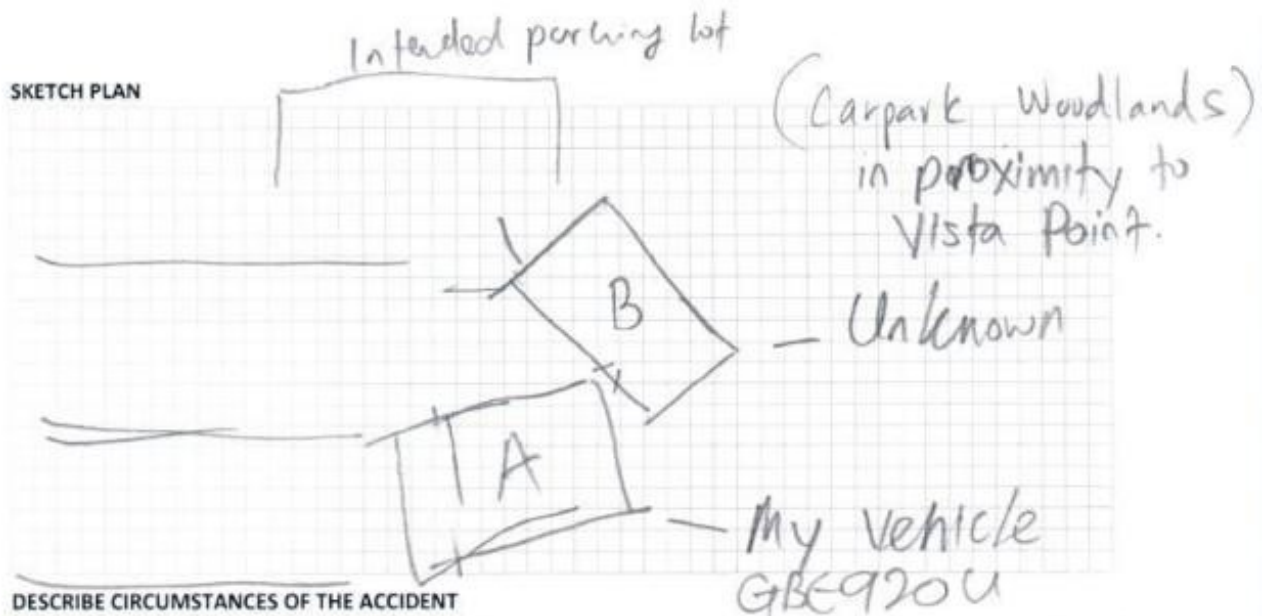 Intended parking lot
SKETCH PLAN
(Carpark Woodlands)
in proximity to
Vista Point.
B
Unknown
A
My vehicle
GBE920U
DESCRIBE CIRCUMSTANCES OF THE ACCIDENT